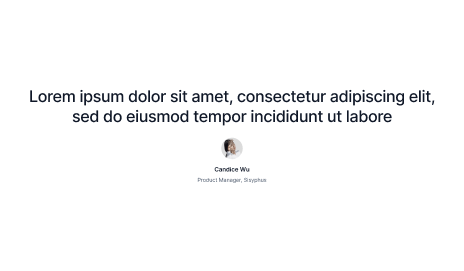 Lorem ipsum dolor sit amet, consectetur adipiscing elit,
sed do eiusmod tempor incididunt ut labore
Candice Wu
Product Manager, Sisyphus